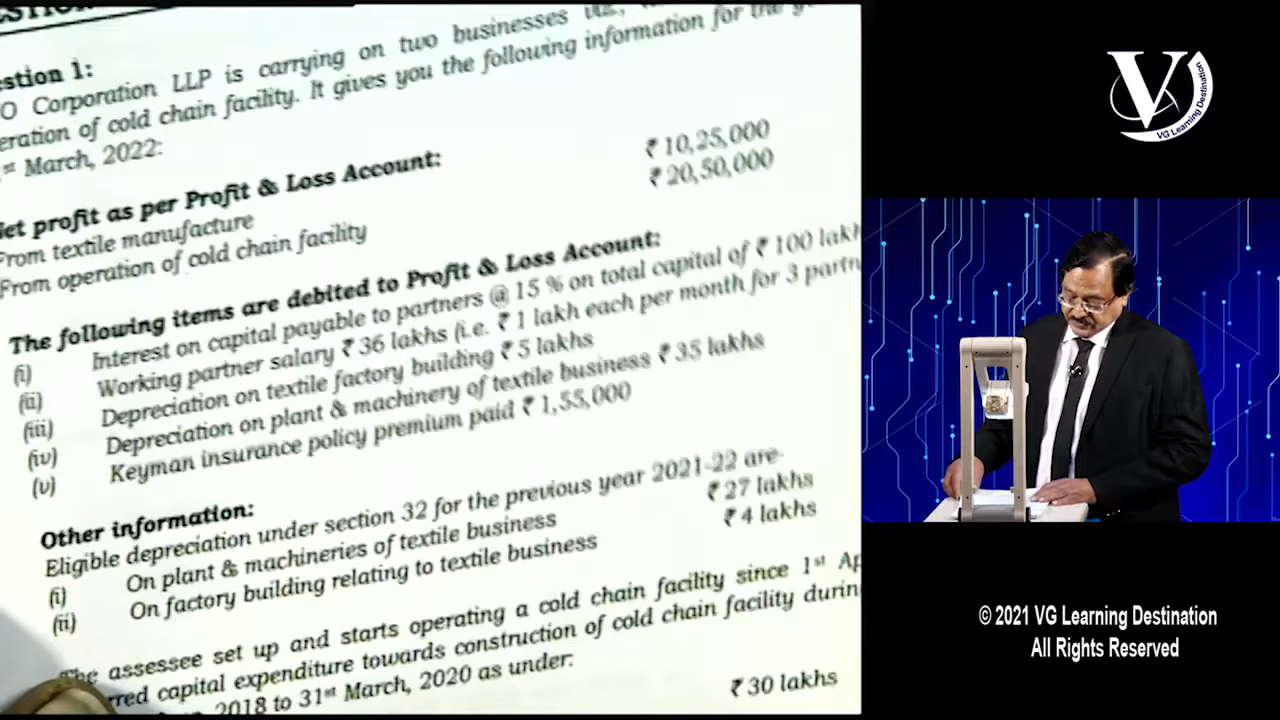 estion 1:
O Corporation LLP is carrying on two businesses
eration of cold chain facility. It gives you the following information for the
st March, 2022:
Net profit as per Profit & Loss Account:
From textile manufacture ₹ 10,25,000
From operation of cold chain facility ₹ 20,50,000
The following items are debited to Profit & Loss Account:
(i) Interest on capital payable to partners @ 15 % on total capital of ₹ 100 lakh
(ii) Working partner salary ₹ 36 lakhs (i.e. ₹ 1 lakh each per month for 3 partn
(iii) Depreciation on textile factory building ₹ 5 lakhs
(iv) Depreciation on plant & machinery of textile business ₹ 35 lakhs
(v) Keyman insurance policy premium paid ₹ 1,55,000
Other information:
Eligible depreciation under section 32 for the previous year 2021-22 are-
(i) On plant & machineries of textile business ₹ 27 lakhs
(ii) On factory building relating to textile business ₹ 4 lakhs
The assessee set up and starts operating a cold chain facility since 1st Ap
rred capital expenditure towards construction of cold chain facility durin
2018 to 31st March, 2020 as under:
₹ 30 lakhs
V
VG Learning Destination
© 2021 VG Learning Destination
All Rights Reserved